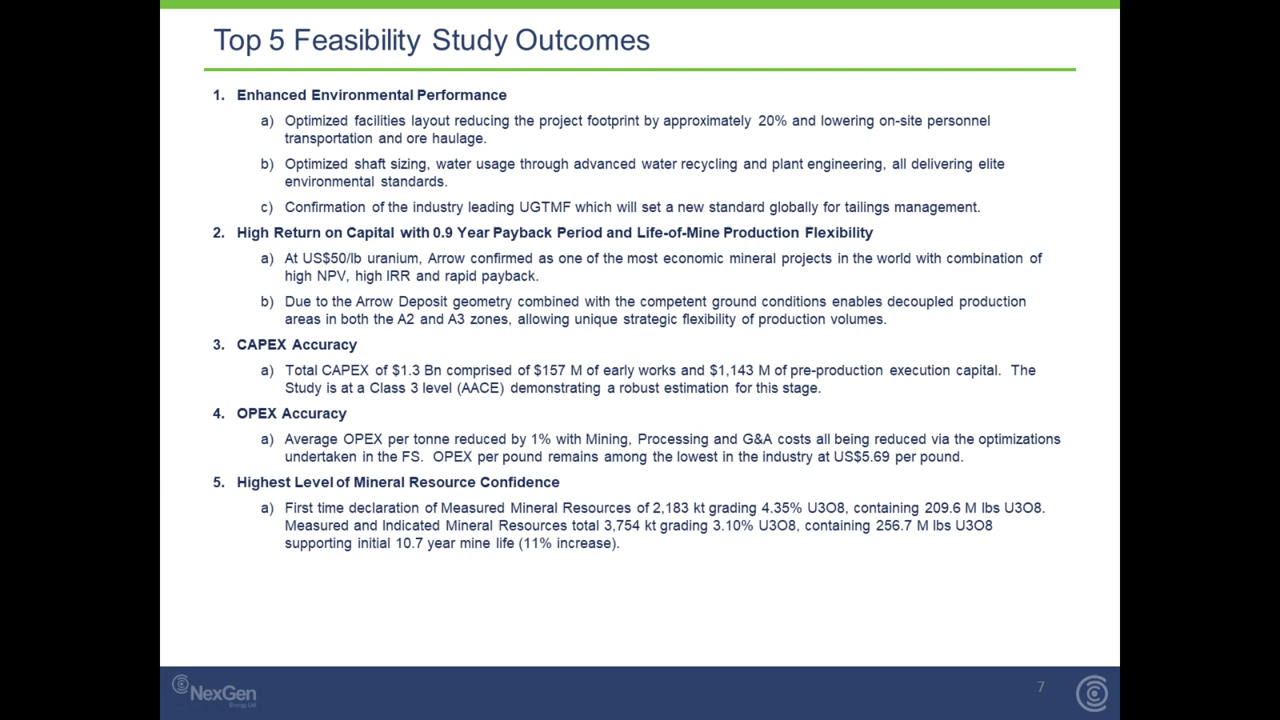 Top 5 Feasibility Study Outcomes
1. Enhanced Environmental Performance
a) Optimized facilities layout reducing the project footprint by approximately 20% and lowering on-site personnel
transportation and ore haulage.
b) Optimized shaft sizing, water usage through advanced water recycling and plant engineering, all delivering elite
environmental standards.
c) Confirmation of the industry leading UGTMF which will set a new standard globally for tailings management.
2. High Return on Capital with 0.9 Year Payback Period and Life-of-Mine Production Flexibility
a) At US$50/lb uranium, Arrow confirmed as one of the most economic mineral projects in the world with combination of
high NPV, high IRR and rapid payback.
b) Due to the Arrow Deposit geometry combined with the competent ground conditions enables decoupled production
areas in both the A2 and A3 zones, allowing unique strategic flexibility of production volumes.
3. CAPEX Accuracy
a) Total CAPEX of $1.3 Bn comprised of $157 M of early works and $1,143 M of pre-production execution capital. The
Study is at a Class 3 level (AACE) demonstrating a robust estimation for this stage.
4. OPEX Accuracy
a) Average OPEX per tonne reduced by 1% with Mining, Processing and G&A costs all being reduced via the optimizations
undertaken in the FS. OPEX per pound remains among the lowest in the industry at US$5.69 per pound.
5. Highest Level of Mineral Resource Confidence
a) First time declaration of Measured Mineral Resources of 2,183 kt grading 4.35% U3O8, containing 209.6 M lbs U3O8.
Measured and Indicated Mineral Resources total 3,754 kt grading 3.10% U3O8, containing 256.7 M lbs U3O8
supporting initial 10.7 year mine life (11% increase).
NexGen
Energy Ltd
7